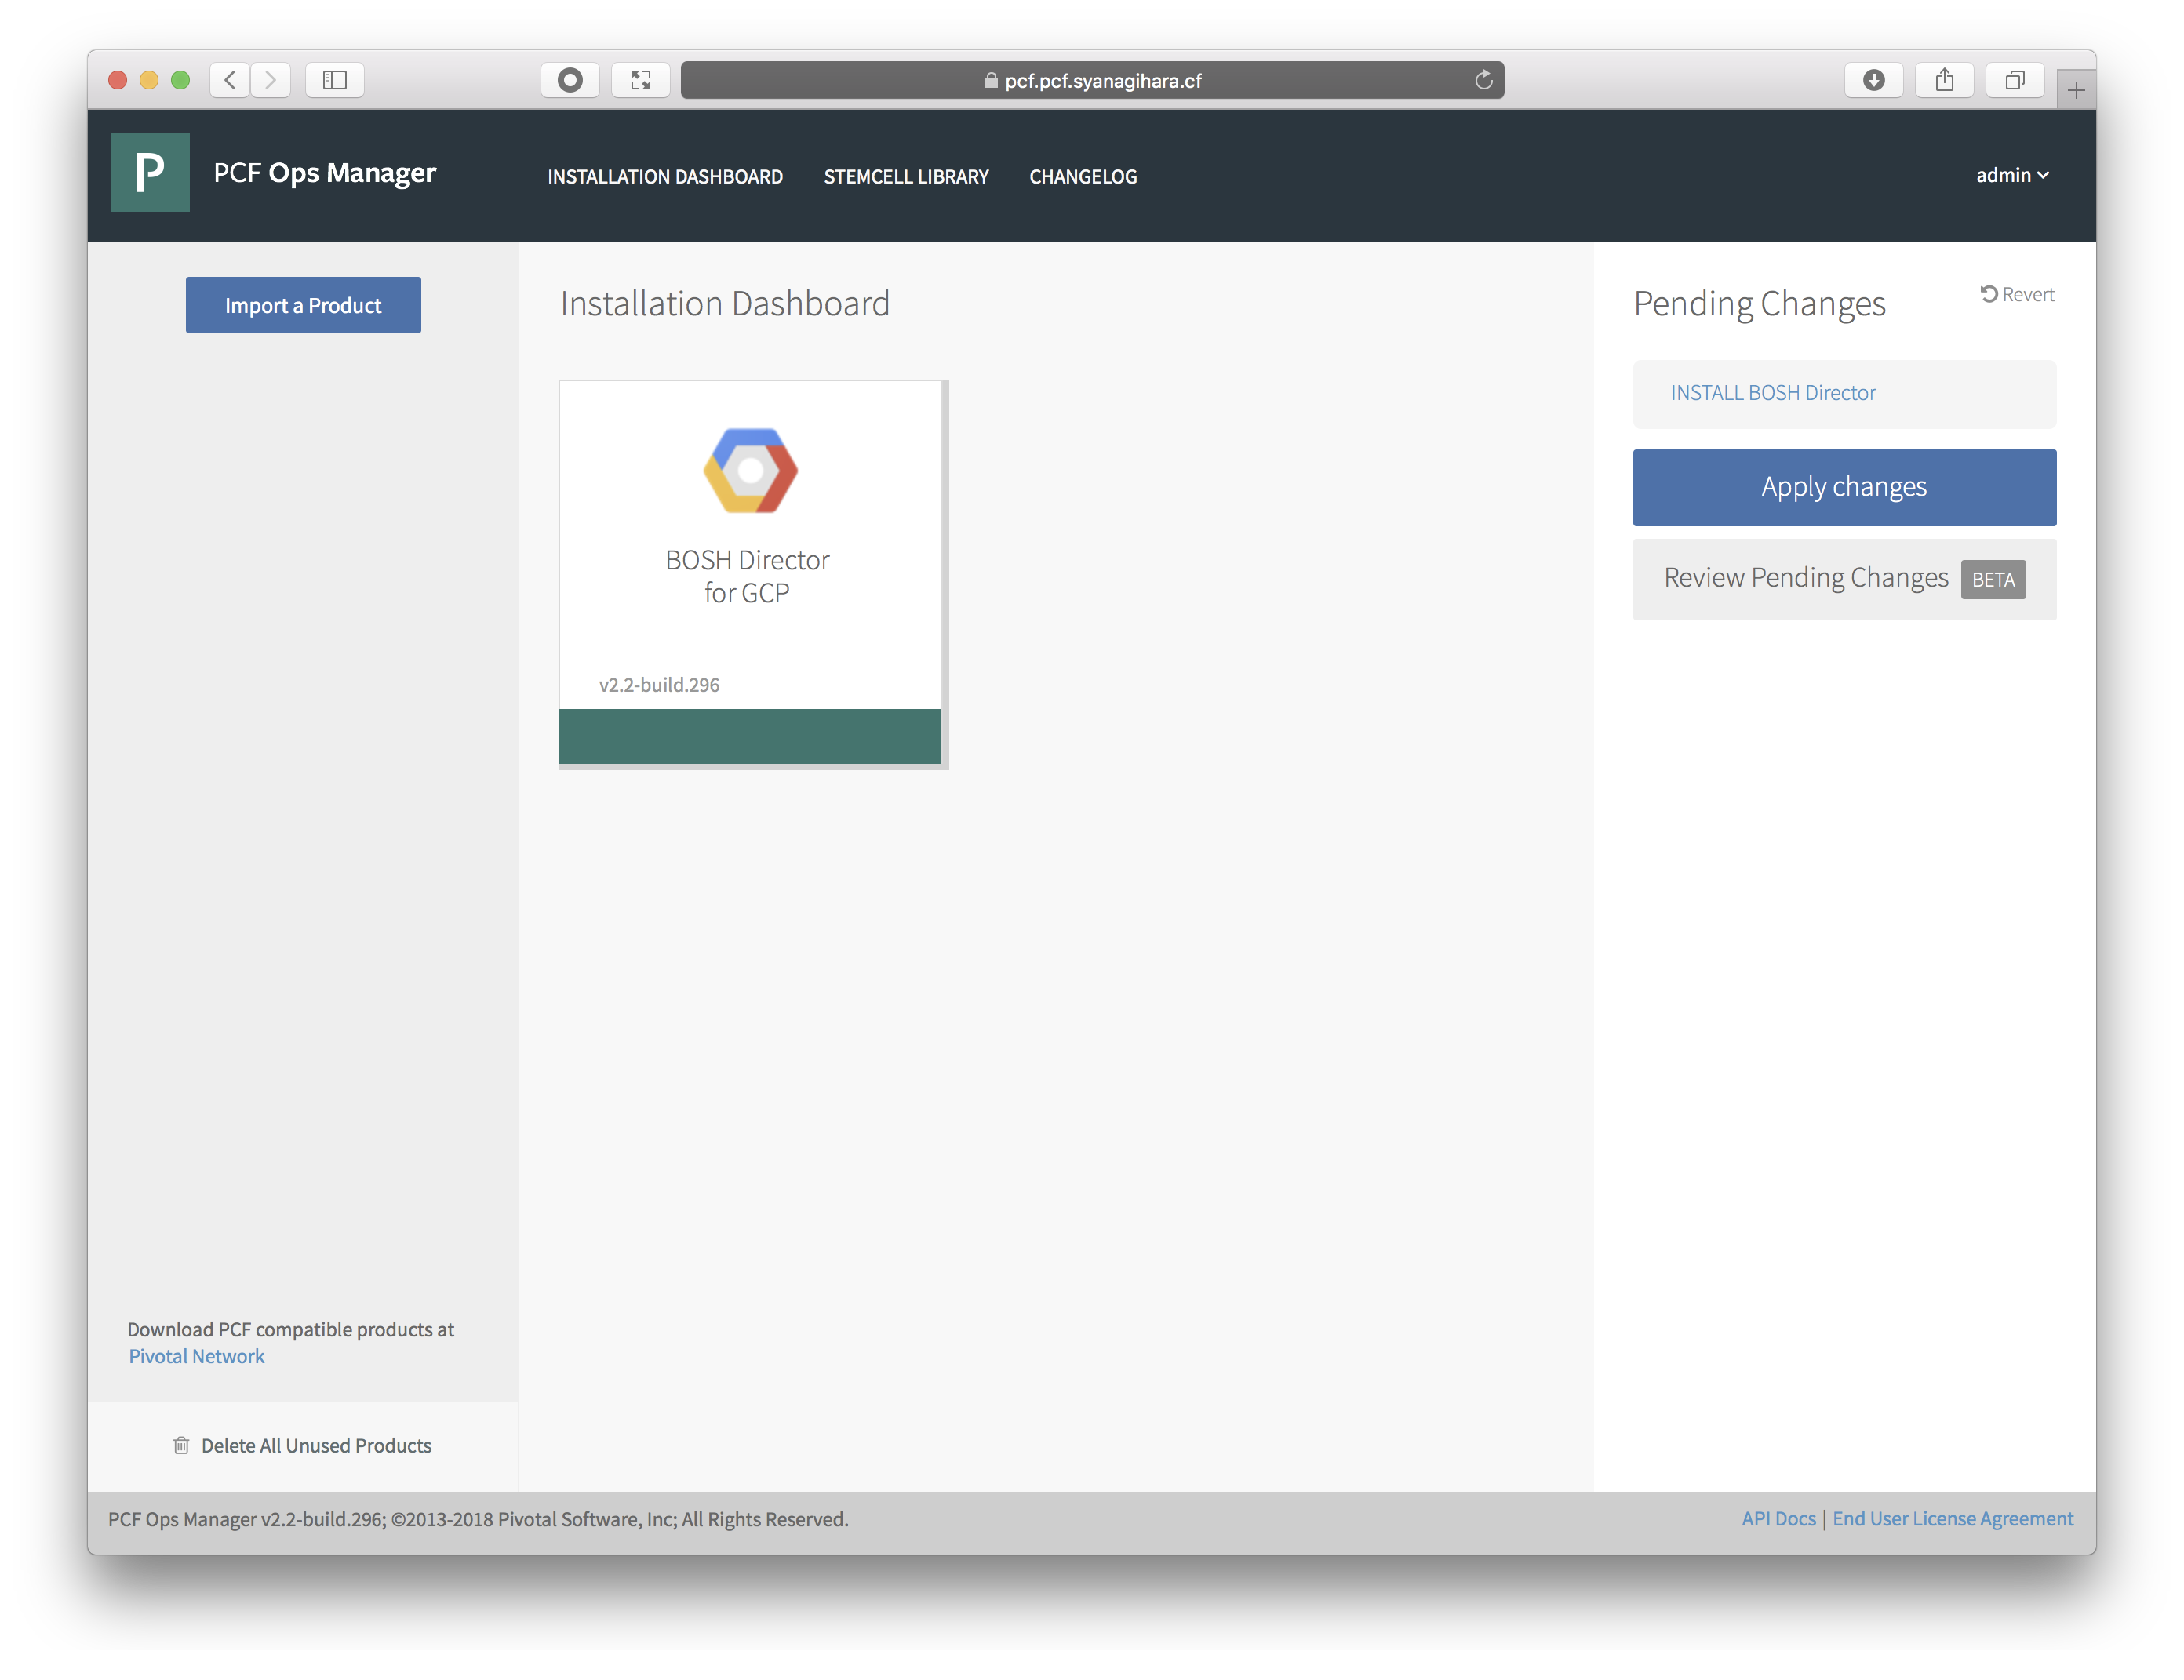 pcf.pcf.syanagihara.cf
P
PCF Ops Manager
INSTALLATION DASHBOARD
STEMCELL LIBRARY
CHANGELOG
admin
Import a Product
Installation Dashboard
BOSH Director
for GCP
v2.2-build.296
Pending Changes
Revert
INSTALL BOSH Director
Apply changes
Review Pending Changes BETA
Download PCF compatible products at
Pivotal Network
Delete All Unused Products
PCF Ops Manager v2.2-build.296; ©2013-2018 Pivotal Software, Inc; All Rights Reserved.
API Docs | End User License Agreement